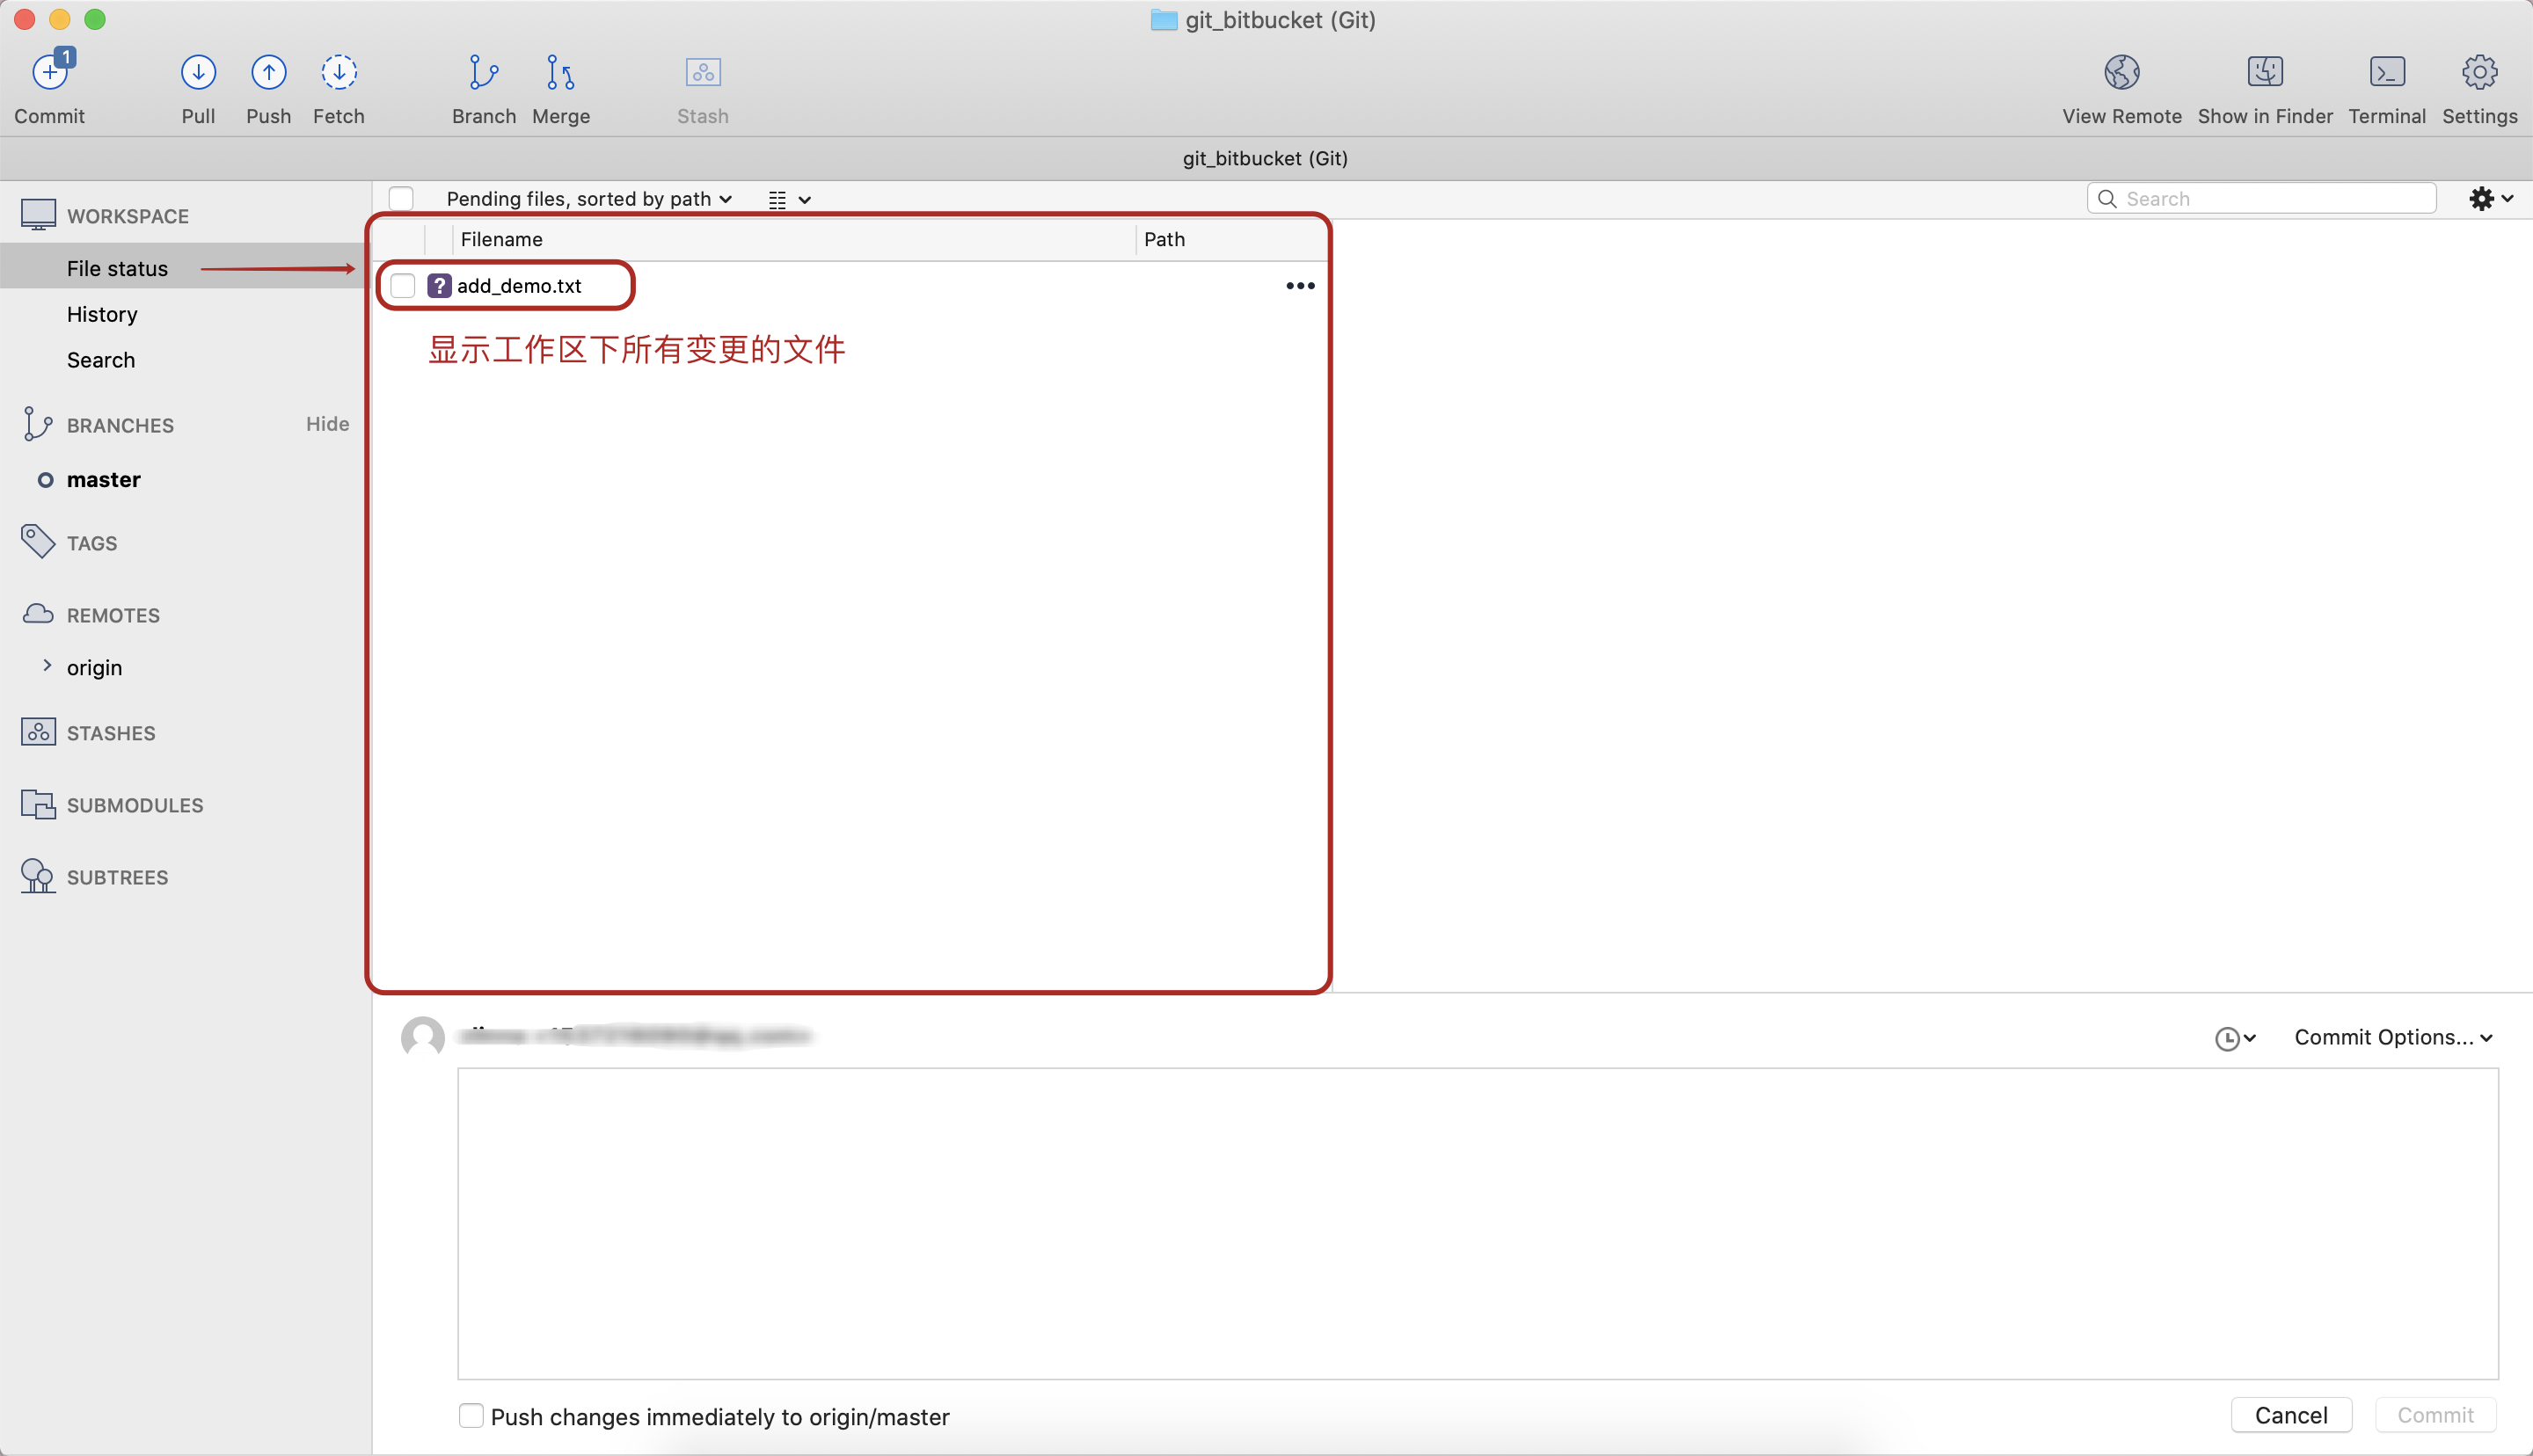 git_bitbucket (Git)
1
Commit
Pull
Push
Fetch
Branch
Merge
Stash
View Remote
Show in Finder
Terminal
Settings
git_bitbucket (Git)
WORKSPACE
File status
History
Search
BRANCHES
Hide
master
TAGS
REMOTES
origin
STASHES
SUBMODULES
SUBTREES
Pending files, sorted by path
Search
Filename
Path
? add_demo.txt
显示工作区下所有变更的文件
Commit Options...
Push changes immediately to origin/master
Cancel
Commit